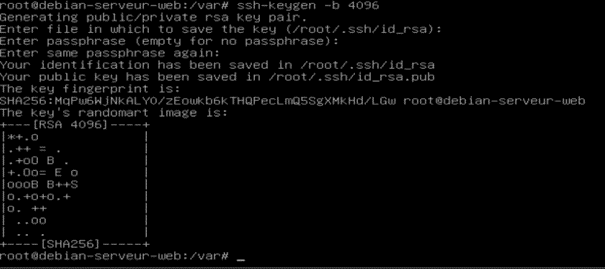 root@debian-serveur-web:/var# ssh-keygen -b 4096
Generating public/private rsa key pair.
Enter file in which to save the key (/root/.ssh/id_rsa):
Enter passphrase (empty for no passphrase):
Enter same passphrase again:
Your identification has been saved in /root/.ssh/id_rsa
Your public key has been saved in /root/.ssh/id_rsa.pub
The key fingerprint is:
SHA256:MqPw6WjNkALYO/zEowkb6kTHQPecLmQ5SgXMkHd/LGw root@debian-serveur-web
The key's randomart image is:
+---[RSA 4096]----+
|*+.o             |
|.++ = .          |
|.+oO B .         |
|+.Oo= E o        |
|oooB B++S        |
|o.+o+o.+         |
|o. ++            |
| ..oo            |
| .. .            |
+----[SHA256]-----+
root@debian-serveur-web:/var# _